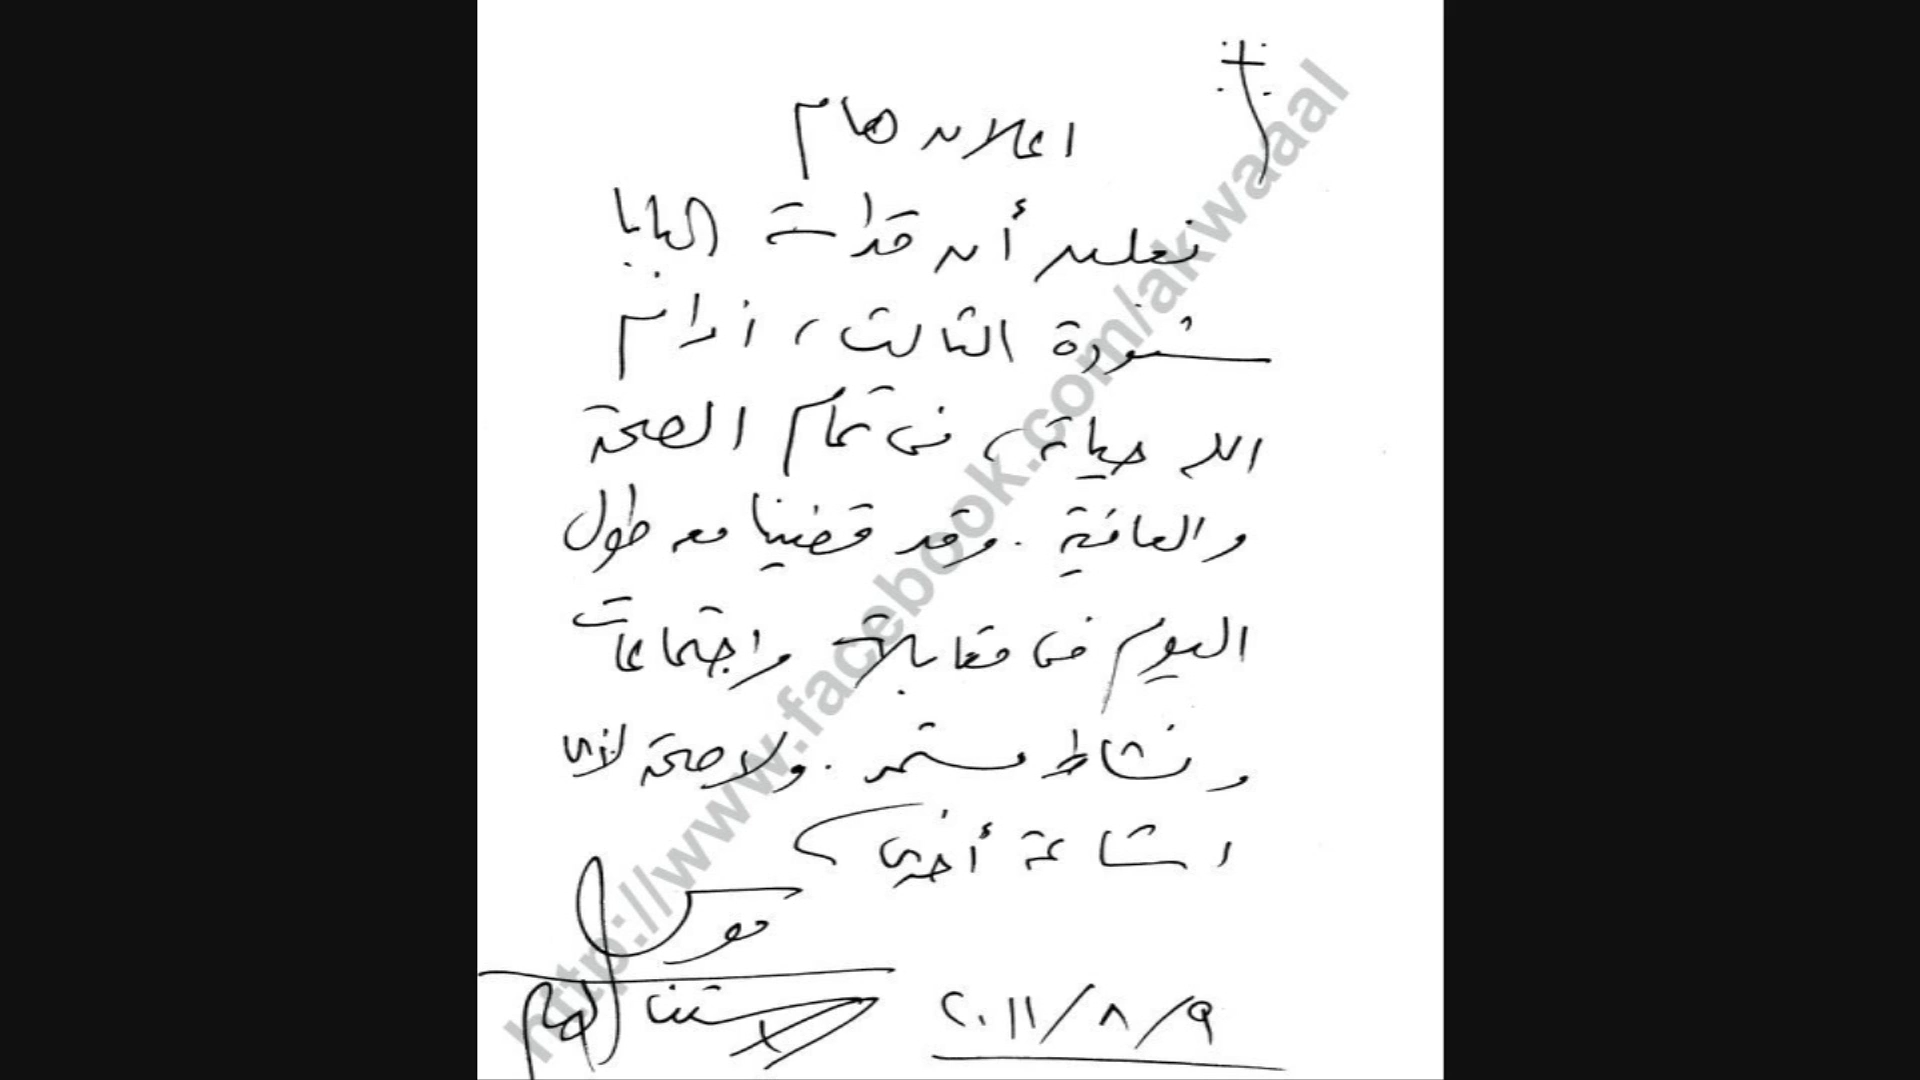 اعلان هام
نعلن أن قداسة البابا
شنودة الثالث، أدام
الله حياته، فى تمام الصحة
والعافية. وقد قضينا معه طول
اليوم فى مقابلات واجتماعات
ونشاط مستمر. ولا صحة لأى
اشاعة أخرى
موسى
٢٠١١/٨/٩
http://www.facebook.com/akwaaal